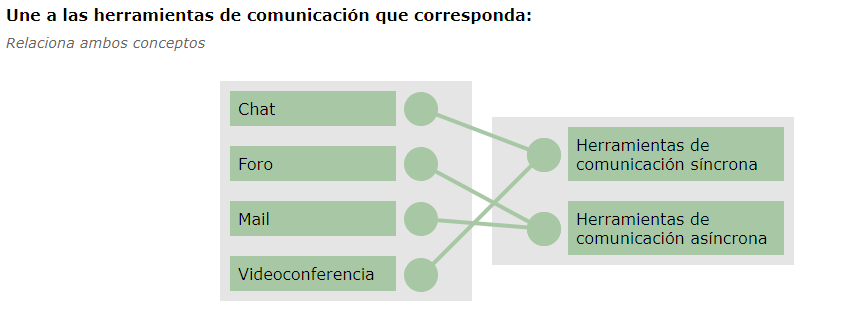 Une a las herramientas de comunicación que corresponda:
Relaciona ambos conceptos
Chat
Foro
Mail
Videoconferencia
Herramientas de
comunicación síncrona
Herramientas de
comunicación asíncrona